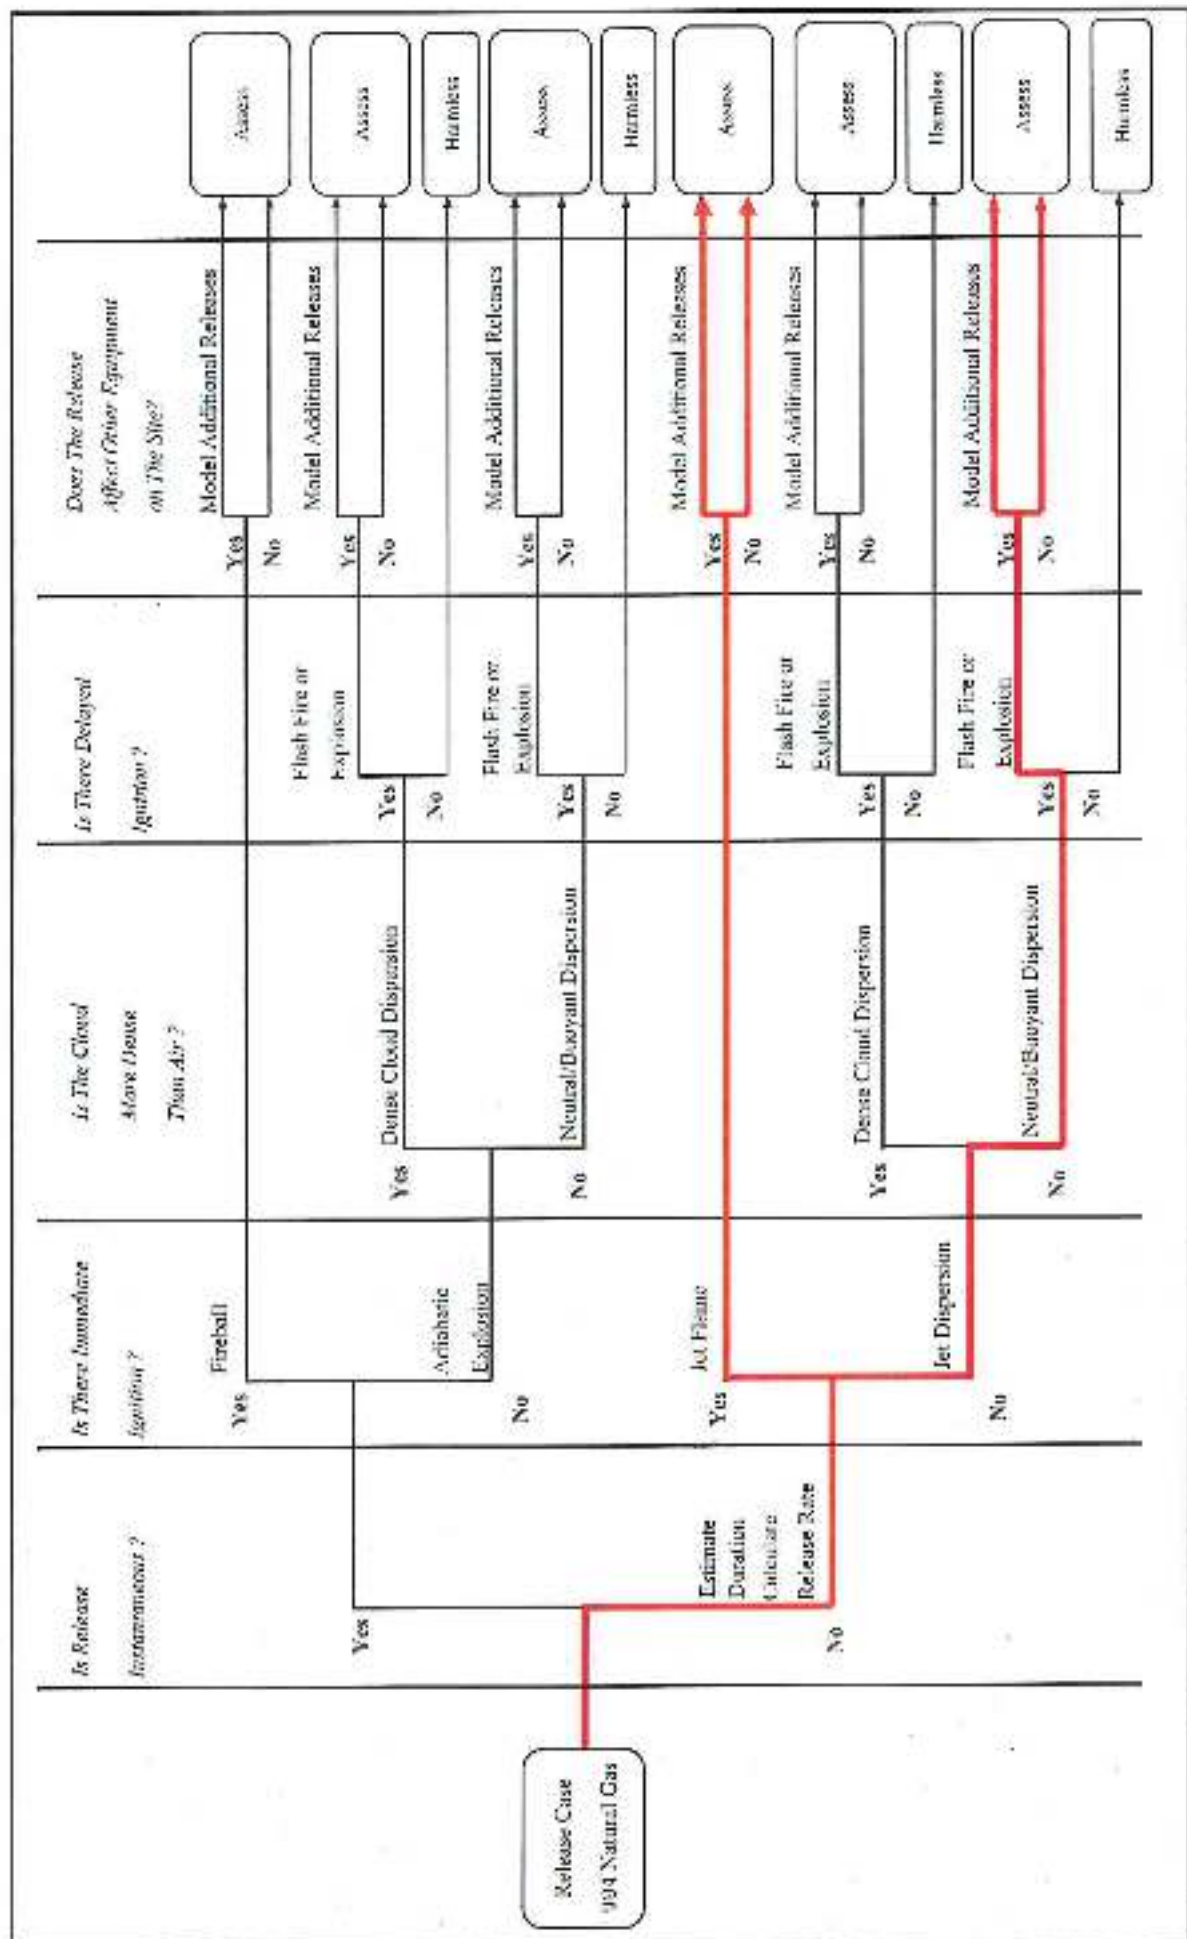 Is Release
Instantaneous ?
Is There Immediate
Ignition ?
Is The Cloud
More Dense
Than Air ?
Is There Delayed
Ignition ?
Does The Release
Affect Other Equipment
on The Site?
Release Case
Natural Gas
Yes
No
Estimate
Duration
Calculate
Release Rate
Yes
Fireball
No
Adiabatic
Explosion
Yes
Jet Flame
No
Jet Dispersion
Yes
Dense Cloud Dispersion
No
Neutral/Buoyant Dispersion
Yes
Dense Cloud Dispersion
No
Neutral/Buoyant Dispersion
Flash Fire or
Explosion
Yes
No
Flash Fire or
Explosion
Yes
No
Flash Fire or
Explosion
Yes
No
Flash Fire or
Explosion
Yes
No
Model Additional Releases
Yes
No
Model Additional Releases
Yes
No
Model Additional Releases
Yes
No
Model Additional Releases
Yes
No
Model Additional Releases
Yes
No
Model Additional Releases
Yes
No
Assess
Assess
Harmless
Assess
Harmless
Assess
Assess
Harmless
Assess
Harmless